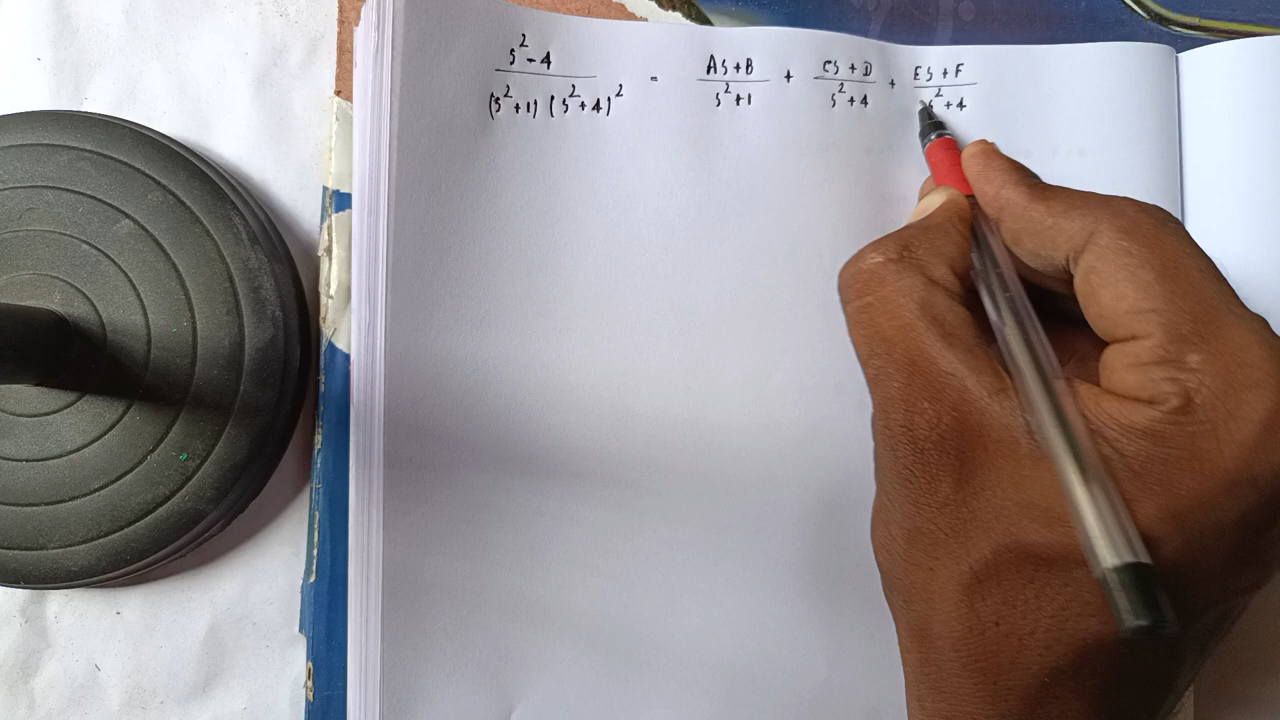 s²-4 / (s²+1) (s²+4)² = As+B / s²+1 + Cs+D / s²+4 + Es+F / s²+4